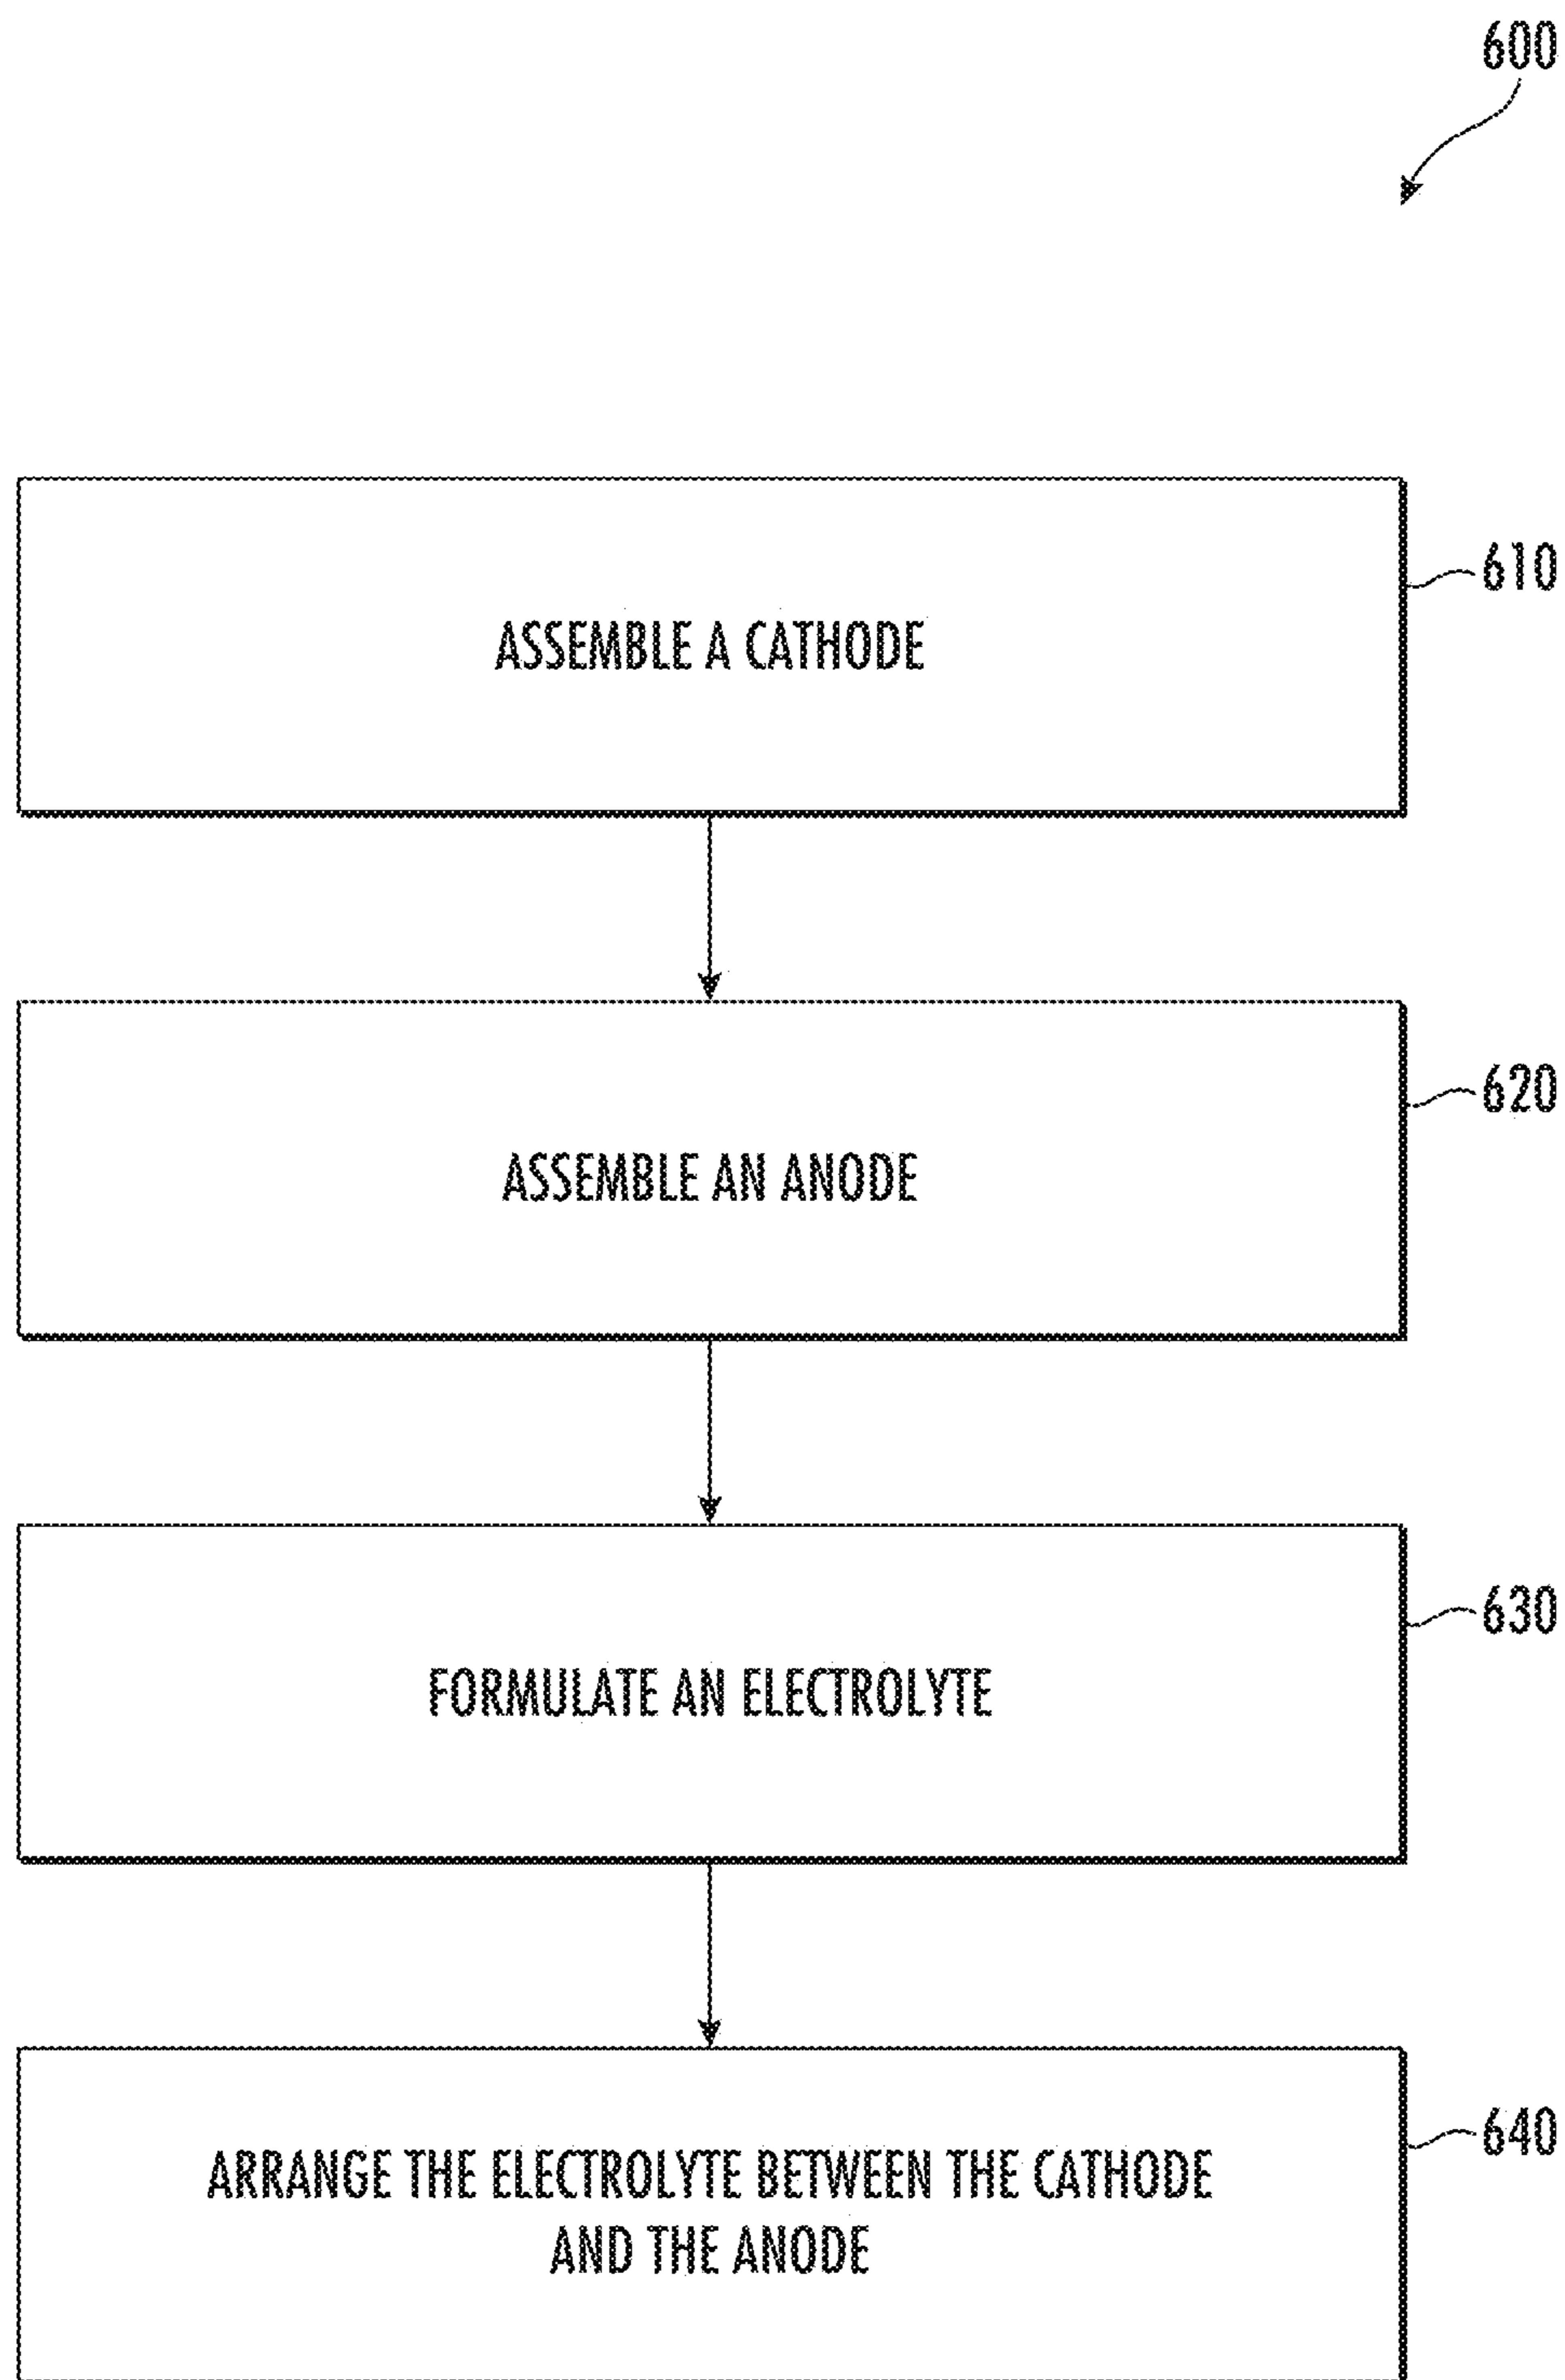 600
ASSEMBLE A CATHODE
610
ASSEMBLE AN ANODE
620
FORMULATE AN ELECTROLYTE
630
ARRANGE THE ELECTROLYTE BETWEEN THE CATHODE
AND THE ANODE
640